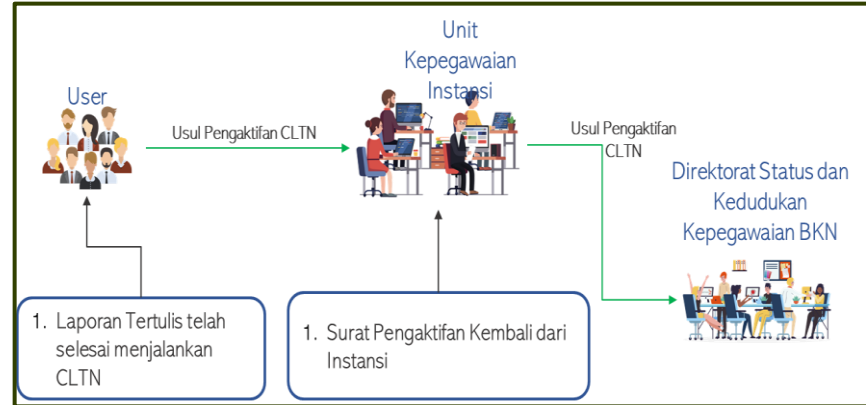 User
Usul Pengaktifan CLTN
Unit
Kepegawaian
Instansi
Usul Pengaktifan
CLTN
Direktorat Status dan
Kedudukan
Kepegawaian BKN
1. Laporan Tertulis telah
selesai menjalankan
CLTN
1. Surat Pengaktifan Kembali dari
Instansi